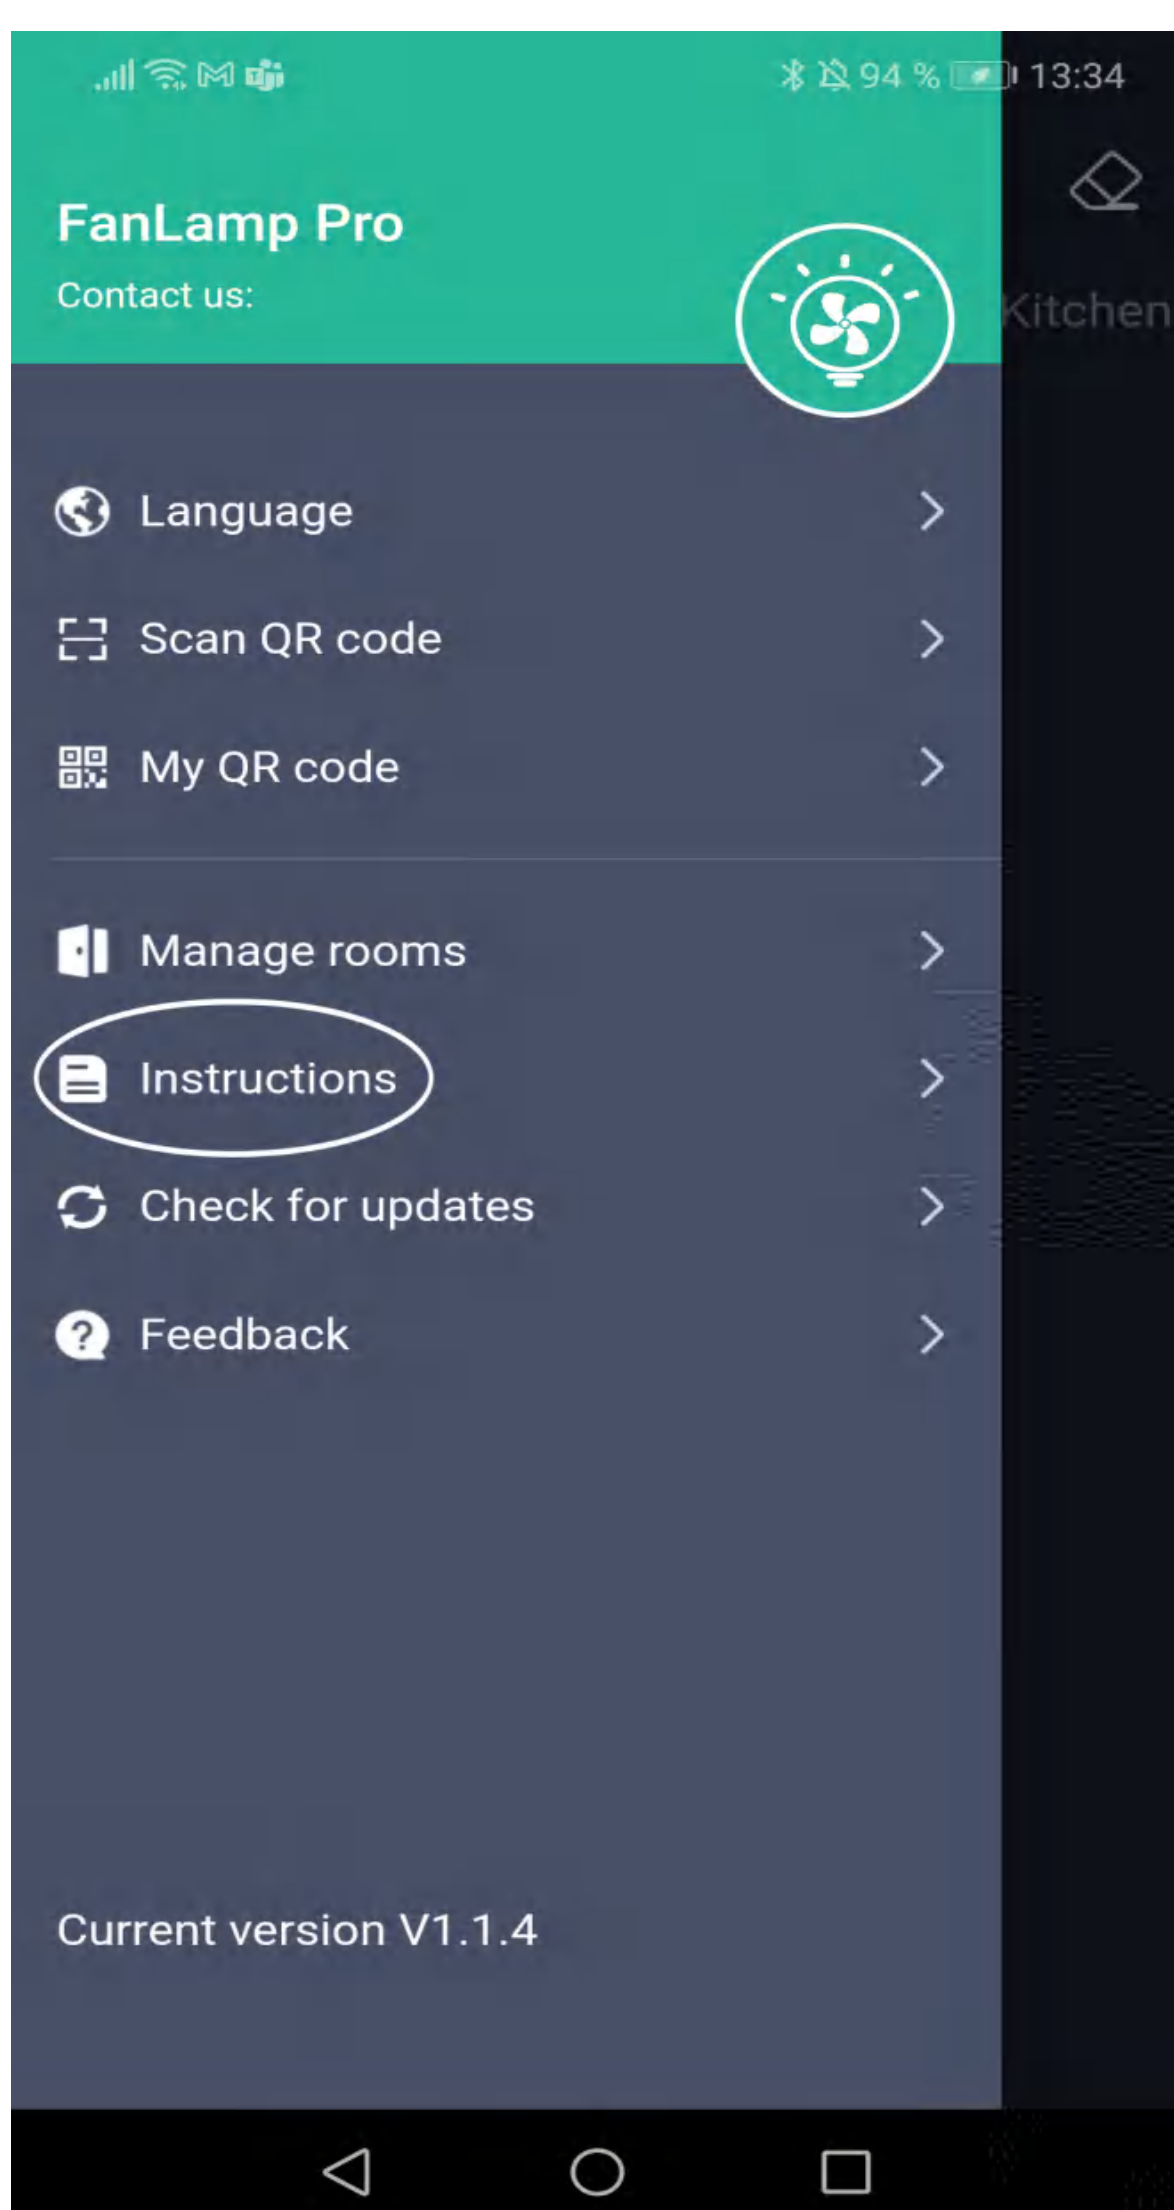 94 % 13:34
FanLamp Pro
Contact us:
Kitchen
Language
Scan QR code
My QR code
Manage rooms
Instructions
Check for updates
Feedback
Current version V1.1.4